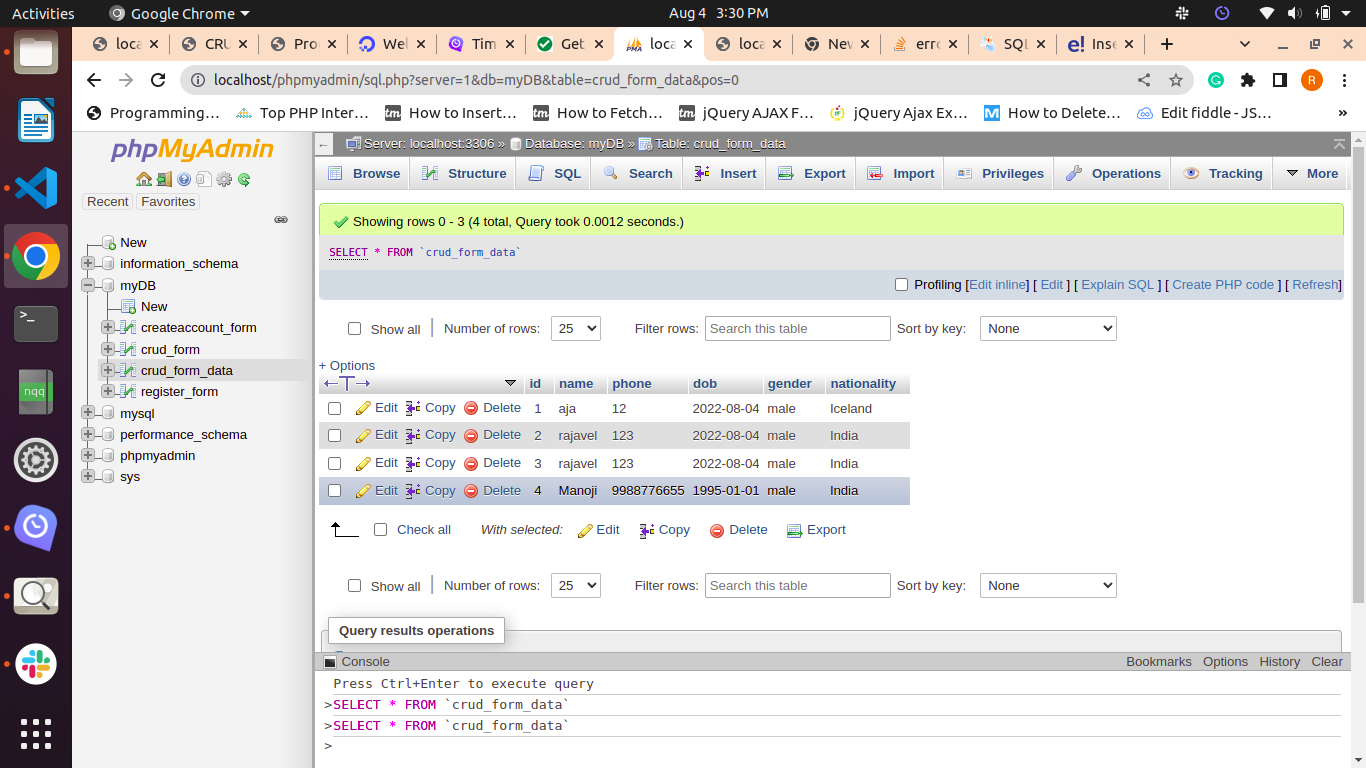 Activities Google Chrome Aug 4 3:30 PM
loca CRU Pro Wel Tim Get loca loca New erro SQL e! Inse
localhost/phpmyadmin/sql.php?server=1&db=myDB&table=crud_form_data&pos=0 R
Programming… Top PHP Inter… tm How to Insert… tm How to Fetch… tm jQuery AJAX F… jQuery Ajax Ex… M How to Delete… Edit fiddle - JS… »
phpMyAdmin
Recent Favorites
New
information_schema
myDB
New
createaccount_form
crud_form
crud_form_data
register_form
mysql
performance_schema
phpmyadmin
sys
nqq
Server: localhost:3306 » Database: myDB » Table: crud_form_data
Browse Structure SQL Search Insert Export Import Privileges Operations Tracking More
Showing rows 0 - 3 (4 total, Query took 0.0012 seconds.)
SELECT * FROM `crud_form_data`
Profiling [Edit inline] [ Edit ] [ Explain SQL ] [ Create PHP code ] [ Refresh]
Show all Number of rows: 25 Filter rows: Search this table Sort by key: None
+ Options
←T→ id name phone dob gender nationality
Edit Copy Delete 1 aja 12 2022-08-04 male Iceland
Edit Copy Delete 2 rajavel 123 2022-08-04 male India
Edit Copy Delete 3 rajavel 123 2022-08-04 male India
Edit Copy Delete 4 Manoji 9988776655 1995-01-01 male India
Check all With selected: Edit Copy Delete Export
Show all Number of rows: 25 Filter rows: Search this table Sort by key: None
Query results operations
Console Bookmarks Options History Clear
Press Ctrl+Enter to execute query
>SELECT * FROM `crud_form_data`
>SELECT * FROM `crud_form_data`
>